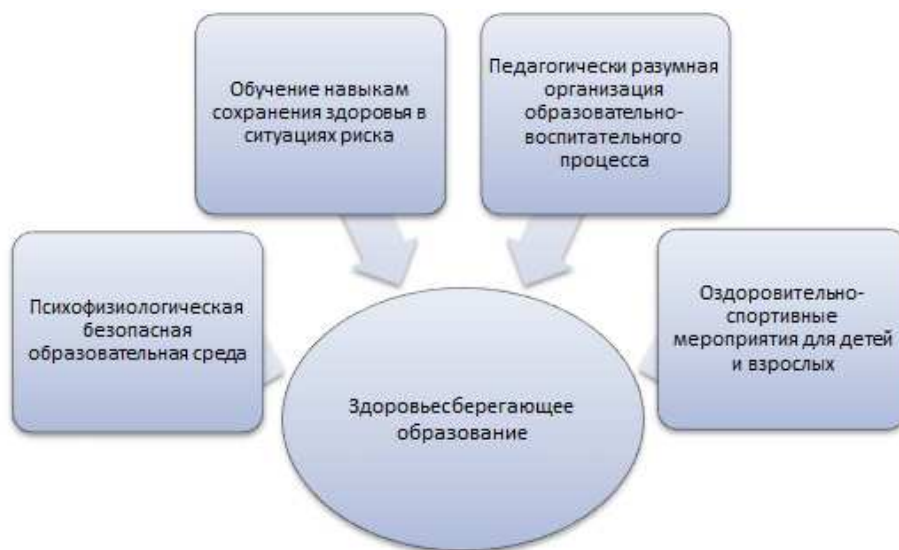 Обучение навыкам
сохранения здоровья в
ситуациях риска
Педагогически разумная
организация
образовательно-
воспитательного
процесса
Психофизиологическая
безопасная
образовательная среда
Оздоровительно-
спортивные
мероприятия для детей
и взрослых
Здоровьесберегающее
образование